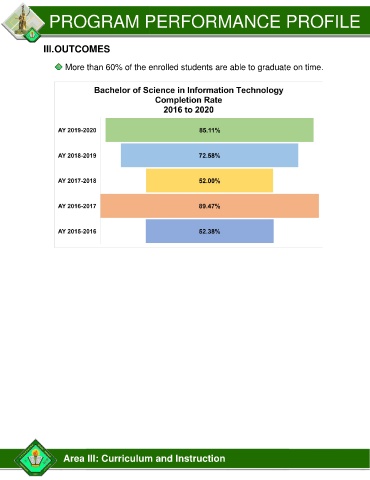 PROGRAM PERFORMANCE PROFILE
III.OUTCOMES
More than 60% of the enrolled students are able to graduate on time.
Bachelor of Science in Information Technology
Completion Rate
2016 to 2020
AY 2019-2020 85.11%
AY 2018-2019 72.58%
AY 2017-2018 52.00%
AY 2016-2017 89.47%
AY 2015-2016 52.38%
Area III: Curriculum and Instruction